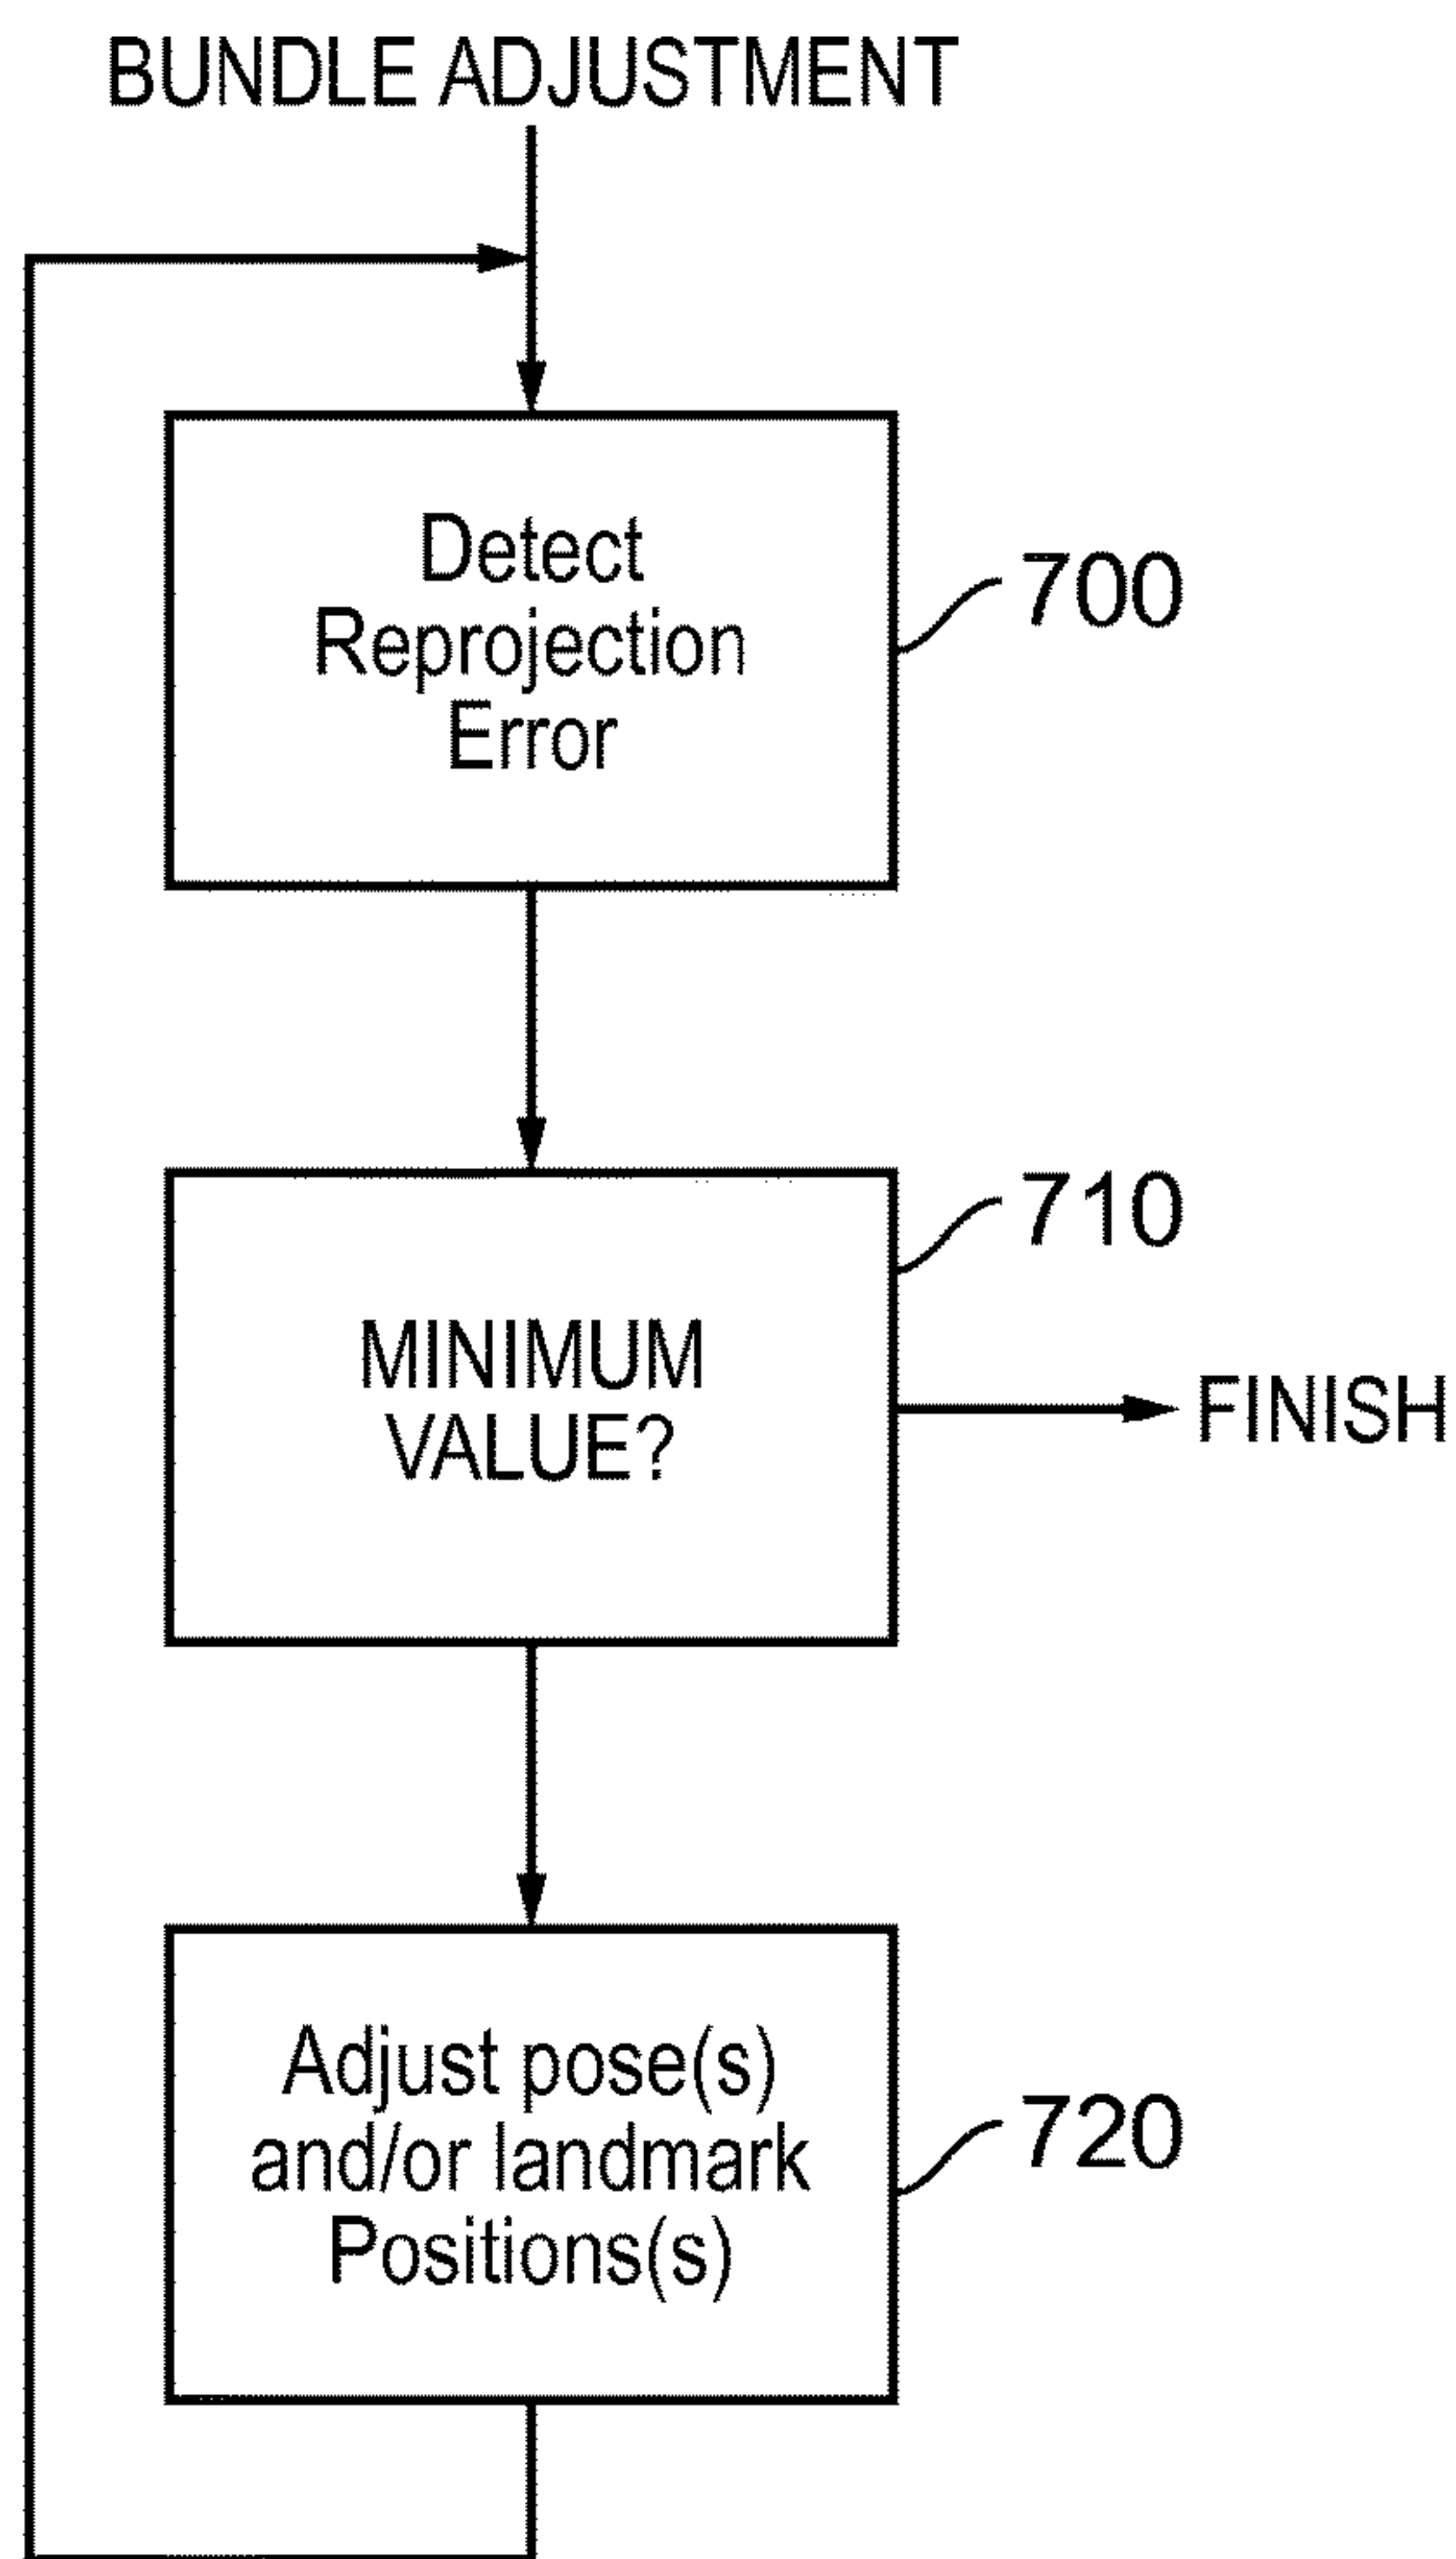 BUNDLE ADJUSTMENT
Detect
Reprojection
Error
700
MINIMUM
VALUE?
710
FINISH
Adjust pose(s)
and/or landmark
Positions(s)
720